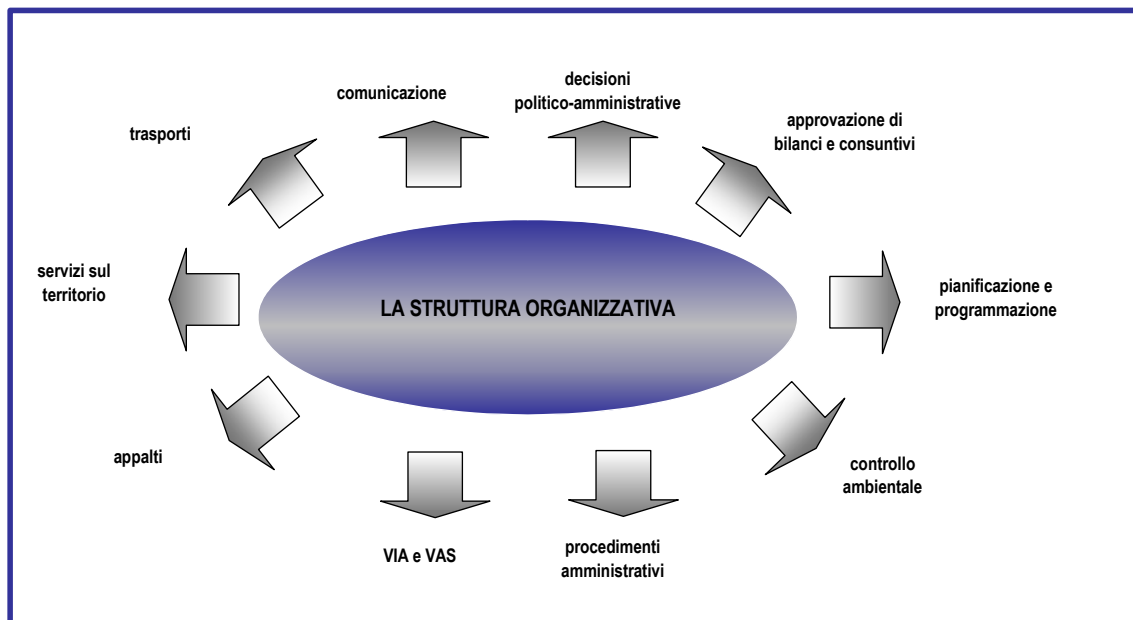 decisioni
politico-amministrative
comunicazione
approvazione di
bilanci e consuntivi
trasporti
servizi sul
territorio
LA STRUTTURA ORGANIZZATIVA
pianificazione e
programmazione
appalti
controllo
ambientale
VIA e VAS
procedimenti
amministrativi